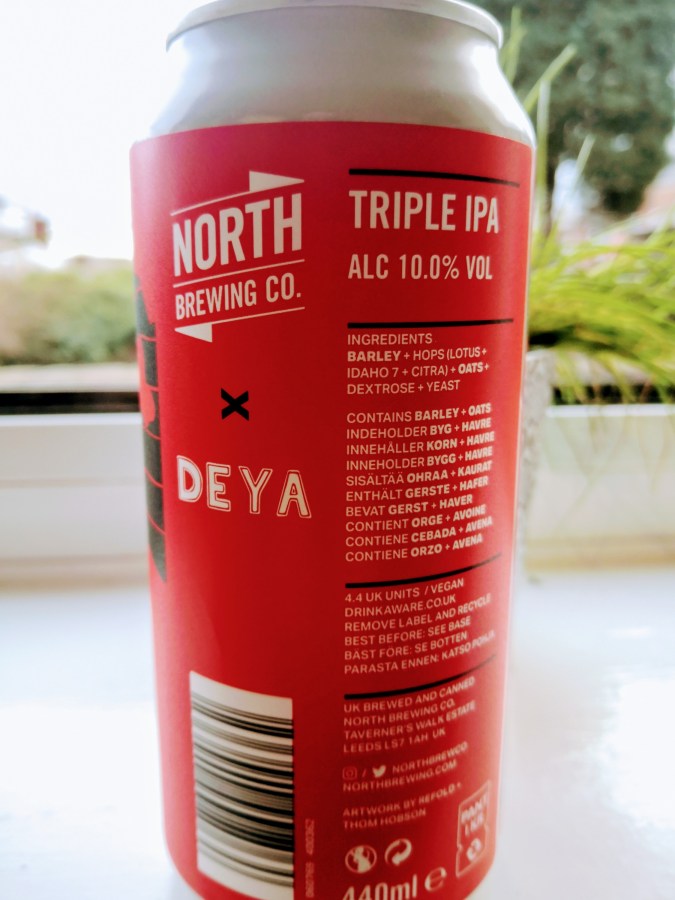 NORTH
BREWING CO.
X
DEYA
TRIPLE IPA
ALC 10.0% VOL
INGREDIENTS
BARLEY + HOPS (LOTUS +
IDAHO 7 + CITRA) + OATS +
DEXTROSE + YEAST
CONTAINS BARLEY + OATS
INDEHOLDER BYG + HAVRE
INNEHÅLLER KORN + HAVRE
INNEHOLDER BYGG + HAVRE
SISÄLTÄÄ OHRAA + KAURAT
ENTHÄLT GERSTE + HAFER
BEVAT GERST + HAVER
CONTIENT ORGE + AVOINE
CONTIENE CEBADA + AVENA
CONTIENE ORZO + AVENA
4.4 UK UNITS / VEGAN
DRINKAWARE.CO.UK
REMOVE LABEL AND RECYCLE
BEST BEFORE: SEE BASE
BÄST FÖRE: SE BOTTEN
PARASTA ENNEN: KATSO POHJA
UK BREWED AND CANNED
NORTH BREWING CO.
TAVERNER'S WALK ESTATE
LEEDS LS7 1AH UK
/ NORTHBREWCO
NORTHBREWING.COM
ARTWORK BY REFOLD +
THOM HOBSON
440ml e